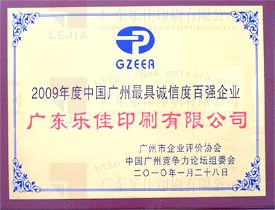 GZEEA
2009年度中国广州最具诚信度百强企业
广东乐佳印刷有限公司
广州市企业评价协会
中国广州竞争力论坛组委会
二〇一〇年一月二十八日